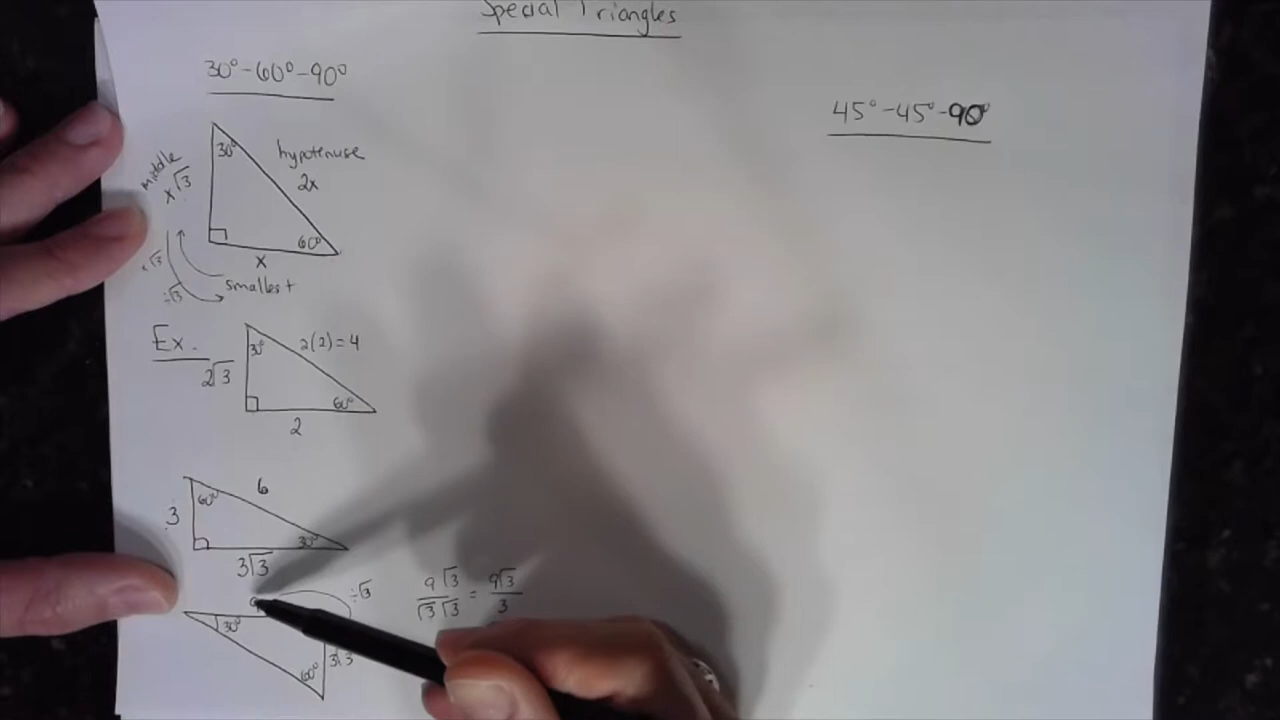 Special Triangles
30°-60°-90°
45°-45°-90°
30°
hypotenuse
2x
middle
x√3
60°
x
smallest
÷√3
Ex.
30°
2(2)=4
2√3
60°
2
6
60°
3
30°
3√3
9
÷√3
30°
60°
3√3
9√3/√3√3 = 9√3/3